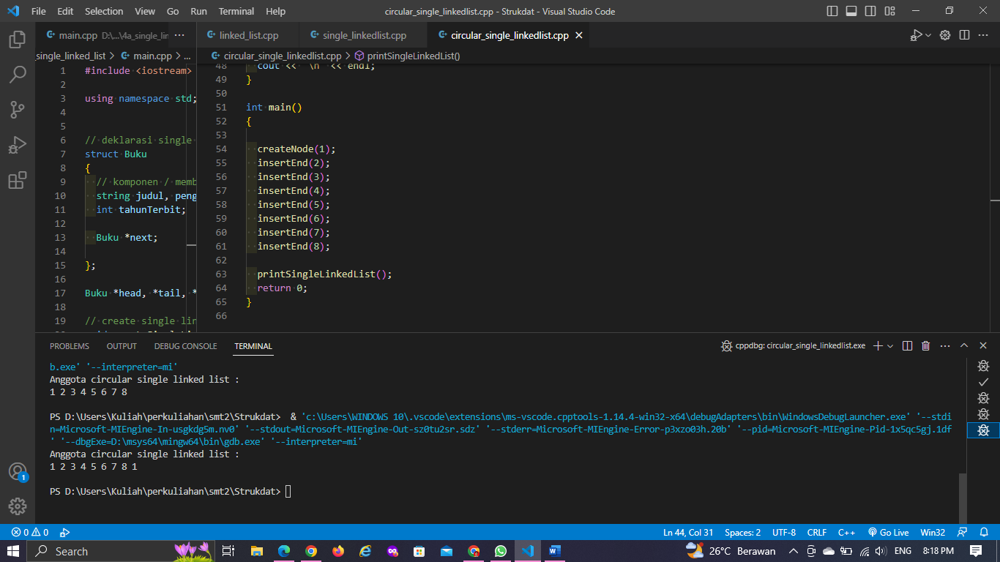 File Edit Selection View Go Run Terminal Help circular_single_linkedlist.cpp - Strukdat - Visual Studio Code
main.cpp D:\...\4a_single_lin ···
linked_list.cpp
single_linkedlist.cpp
circular_single_linkedlist.cpp
_single_linked_list > main.cpp > ...
circular_single_linkedlist.cpp > printSingleLinkedList()
1 #include <iostream>
2
3 using namespace std;
4
5
6 // deklarasi single
7 struct Buku
8 {
9 // komponen / memb
10 string judul, peng
11 int tahunTerbit;
12
13 Buku *next;
14
15 };
16
17 Buku *head, *tail, *
18
19 // create single lin
48 cout << "\n" << endl;
49 }
50
51 int main()
52 {
53
54 createNode(1);
55 insertEnd(2);
56 insertEnd(3);
57 insertEnd(4);
58 insertEnd(5);
59 insertEnd(6);
60 insertEnd(7);
61 insertEnd(8);
62
63 printSingleLinkedList();
64 return 0;
65 }
66
PROBLEMS OUTPUT DEBUG CONSOLE TERMINAL
cppdbg: circular_single_linkedlist.exe
b.exe' '--interpreter=mi'
Anggota circular single linked list :
1 2 3 4 5 6 7 8
PS D:\Users\Kuliah\perkuliahan\smt2\Strukdat> & 'c:\Users\WINDOWS 10\.vscode\extensions\ms-vscode.cpptools-1.14.4-win32-x64\debugAdapters\bin\WindowsDebugLauncher.exe' '--stdi
n=Microsoft-MIEngine-In-usgkdg5m.nv0' '--stdout=Microsoft-MIEngine-Out-sz0tu2sr.sdz' '--stderr=Microsoft-MIEngine-Error-p3xzo03h.20b' '--pid=Microsoft-MIEngine-Pid-1x5qc5gj.1df
' '--dbgExe=D:\msys64\mingw64\bin\gdb.exe' '--interpreter=mi'
Anggota circular single linked list :
1 2 3 4 5 6 7 8 1
PS D:\Users\Kuliah\perkuliahan\smt2\Strukdat>
1
0 0 Ln 44, Col 31 Spaces: 2 UTF-8 CRLF C++ Go Live Win32
Search 26°C Berawan ENG 8:18 PM